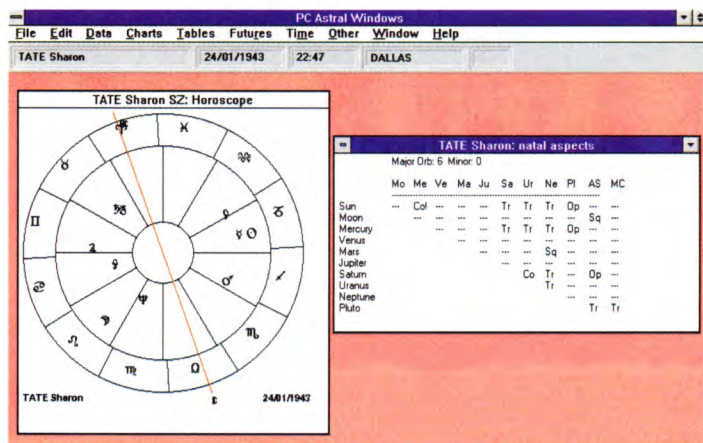 PC Astral Windows
File Edit Data Charts Tables Futures Time Other Window Help
TATE Sharon 24/01/1943 22:47 DALLAS
TATE Sharon SZ: Horoscope
TATE Sharon 24/01/1943
TATE Sharon: natal aspects
Major Orb: 6 Minor: 0
Mo Me Ve Ma Ju Sa Ur Ne Pl AS MC
Sun --- Co! --- --- --- Tr Tr Tr Op --- ---
Moon --- --- --- --- --- --- --- --- Sq ---
Mercury --- --- --- Tr Tr Tr Op --- ---
Venus --- --- --- --- --- --- --- ---
Mars --- --- --- Sq --- --- ---
Jupiter --- --- --- --- --- ---
Saturn Co Tr --- Op ---
Uranus Tr --- --- ---
Neptune --- --- ---
Pluto Tr Tr